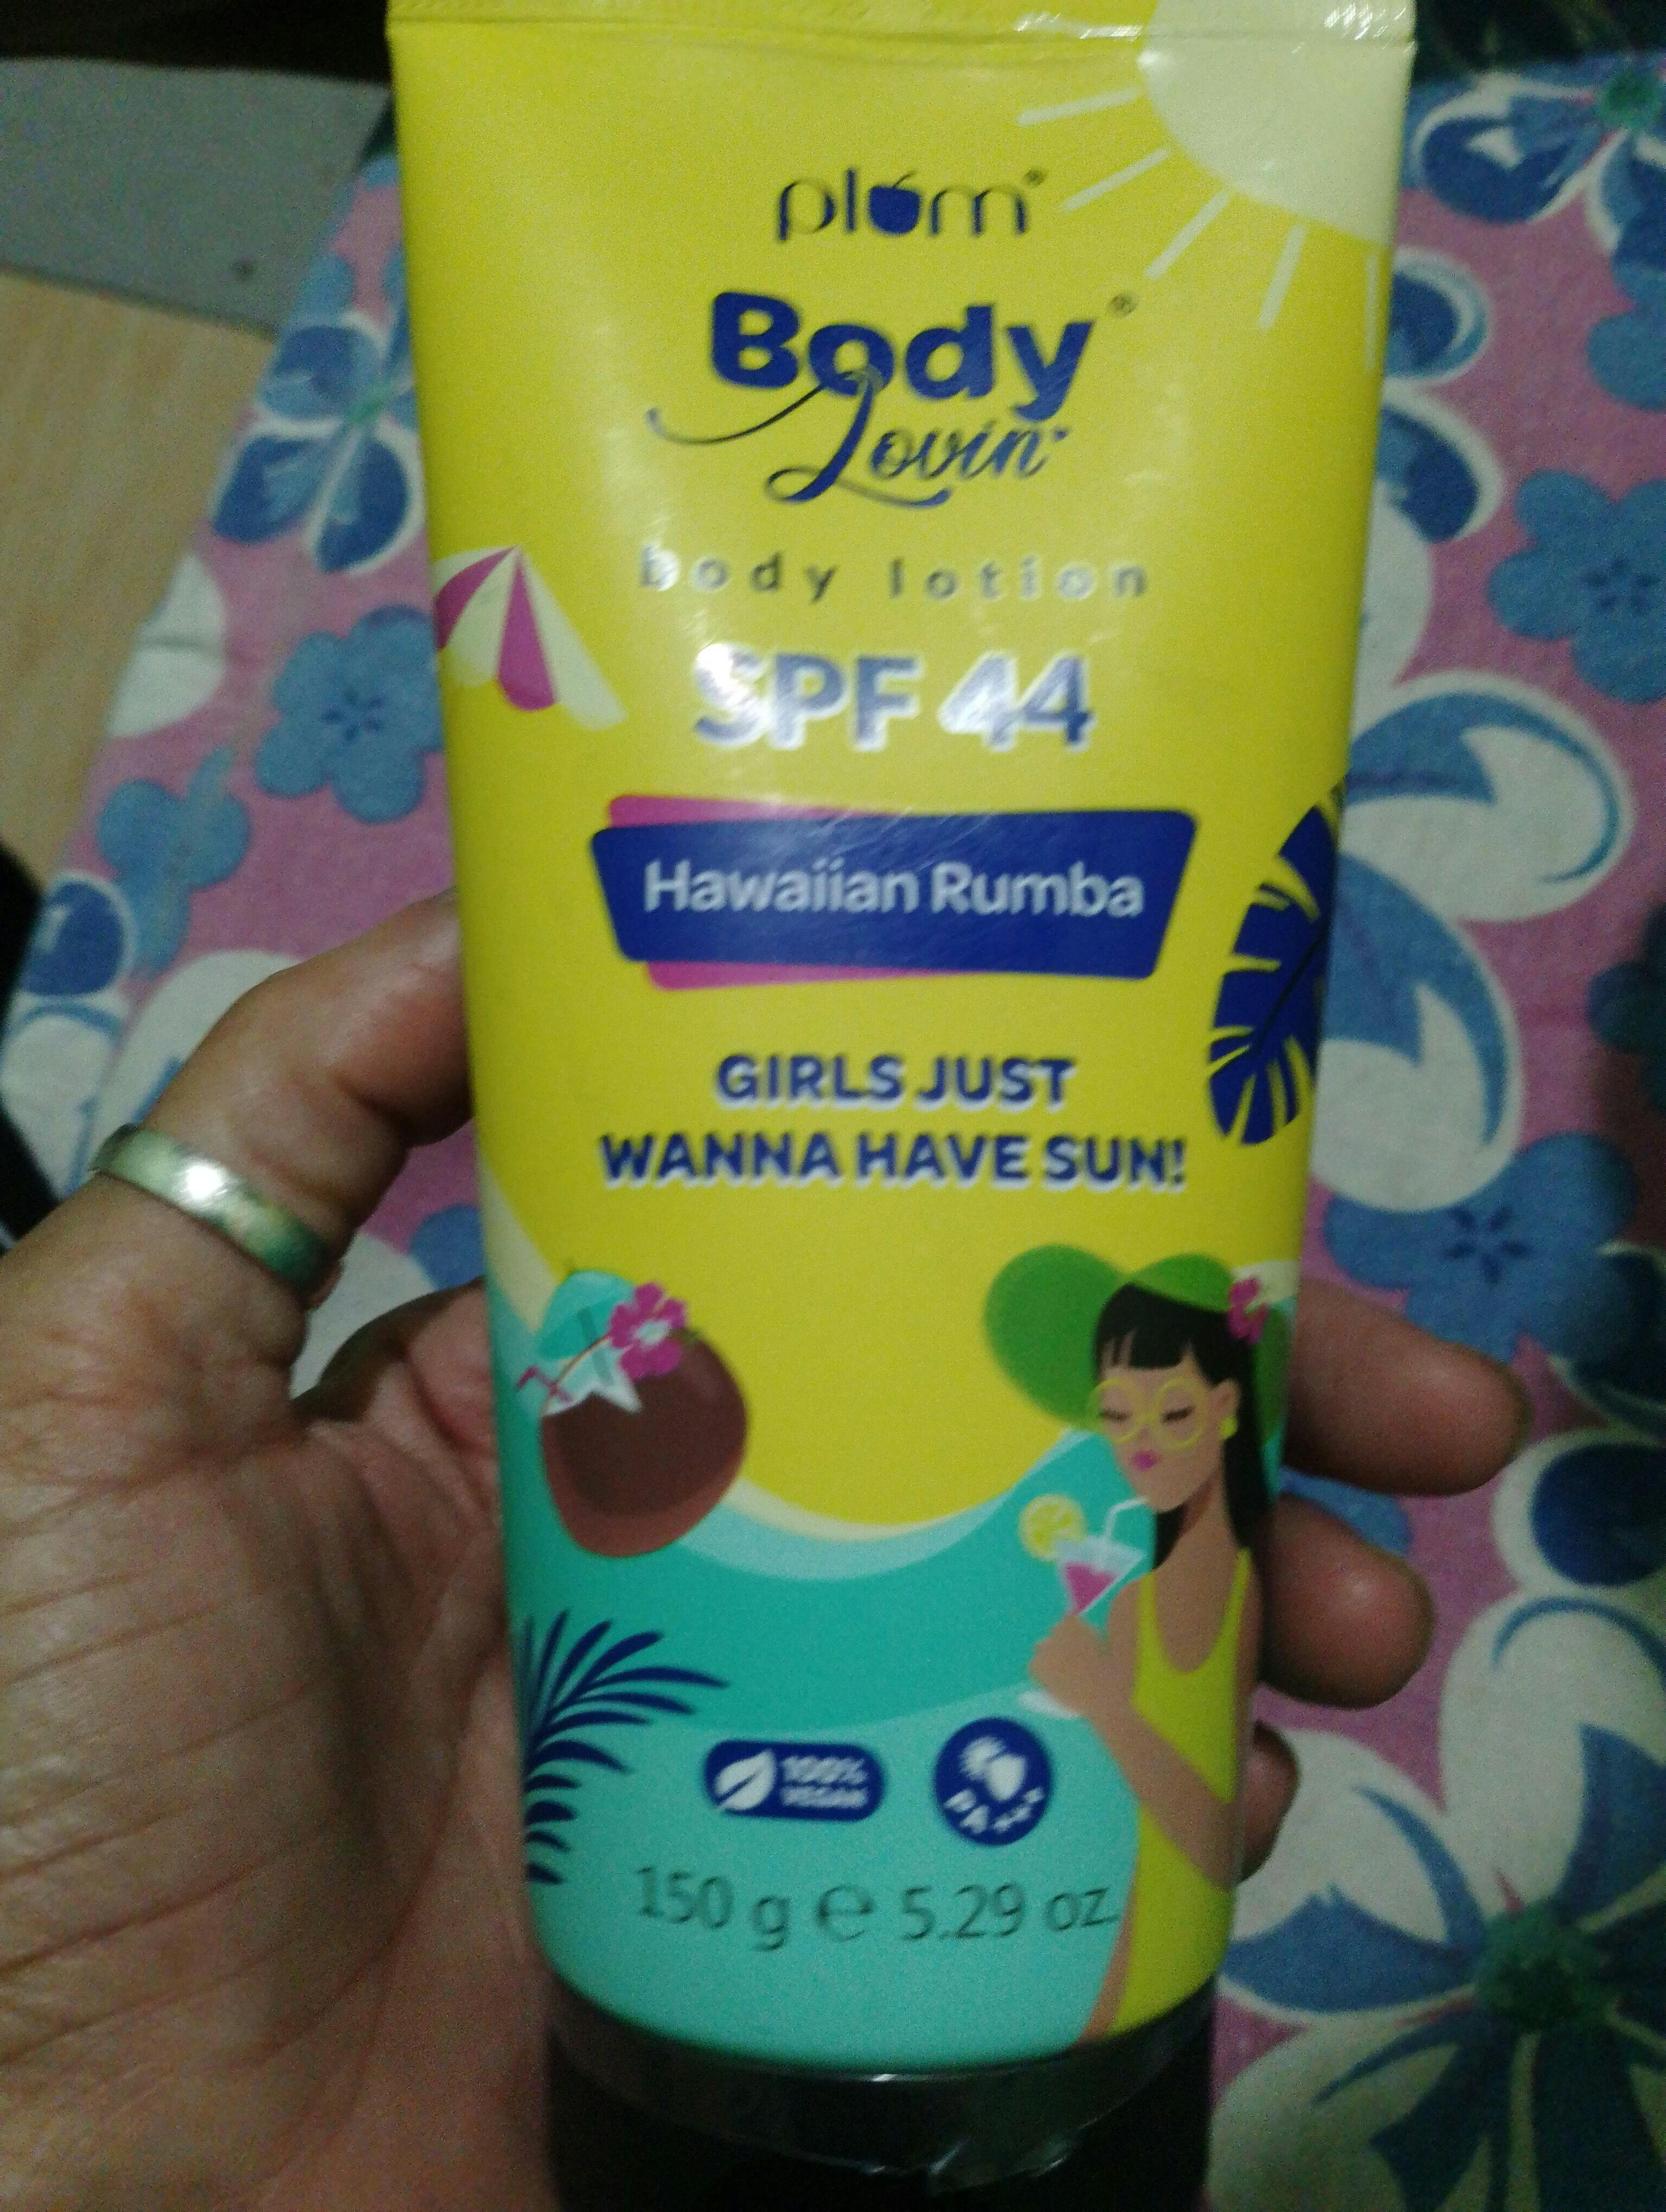 plum®
Body®
Lovin'
body lotion
SPF 44
Hawaiian Rumba
GIRLS JUST
WANNA HAVE SUN!
100%
VEGAN
PA+++
150 g ℮ 5.29 oz.